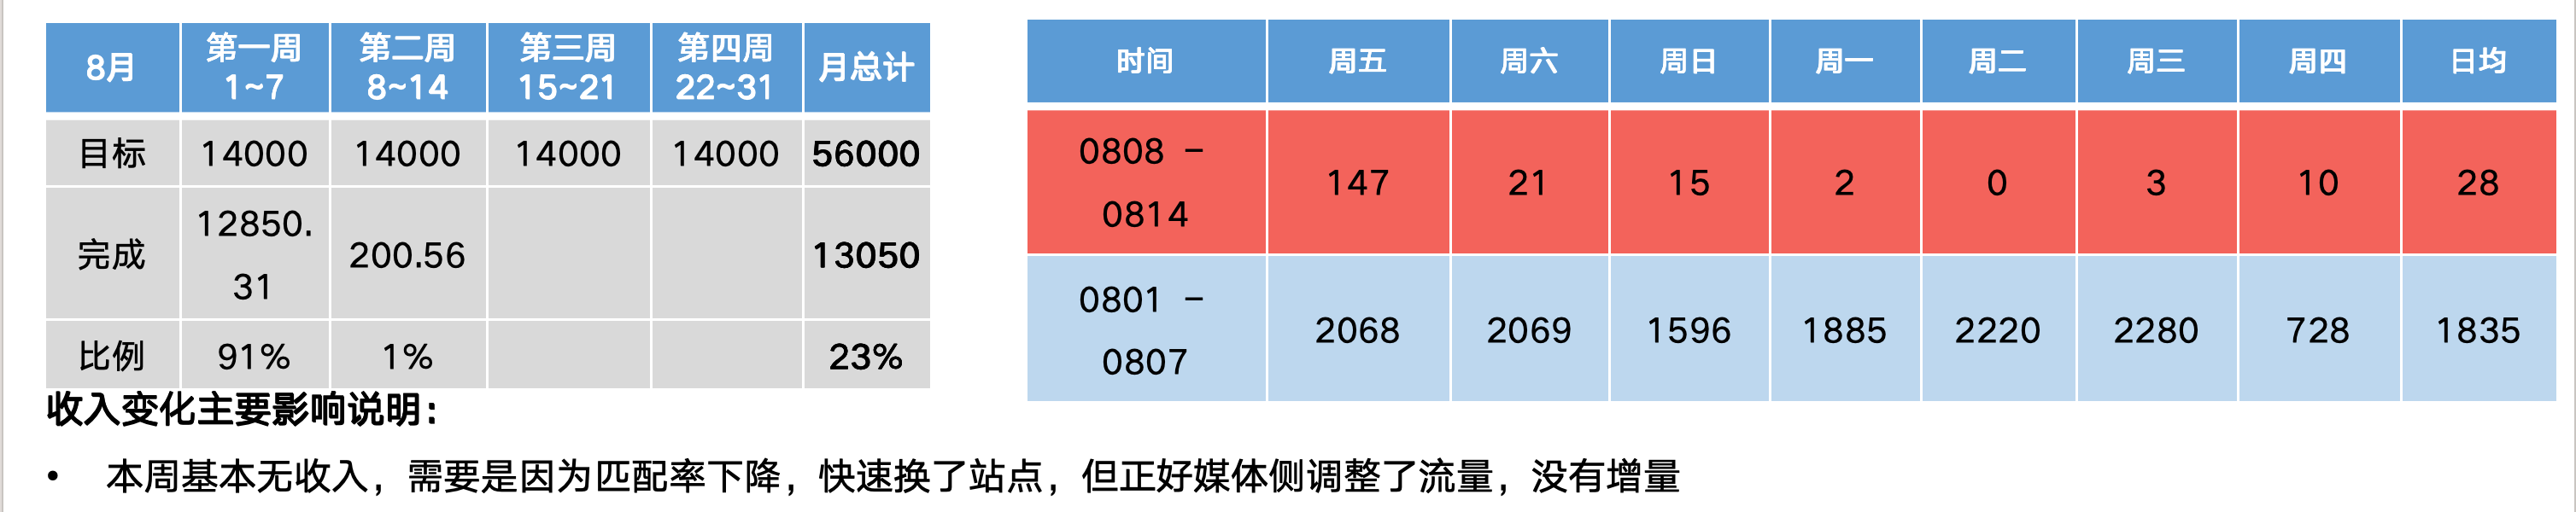 8月 第一周 1~7 第二周 8~14 第三周 15~21 第四周 22~31 月总计
目标 14000 14000 14000 14000 56000
完成 12850.31 200.56 13050
比例 91% 1% 23%
时间 周五 周六 周日 周一 周二 周三 周四 日均
0808 – 0814 147 21 15 2 0 3 10 28
0801 – 0807 2068 2069 1596 1885 2220 2280 728 1835
收入变化主要影响说明：
• 本周基本无收入，需要是因为匹配率下降，快速换了站点，但正好媒体侧调整了流量，没有增量